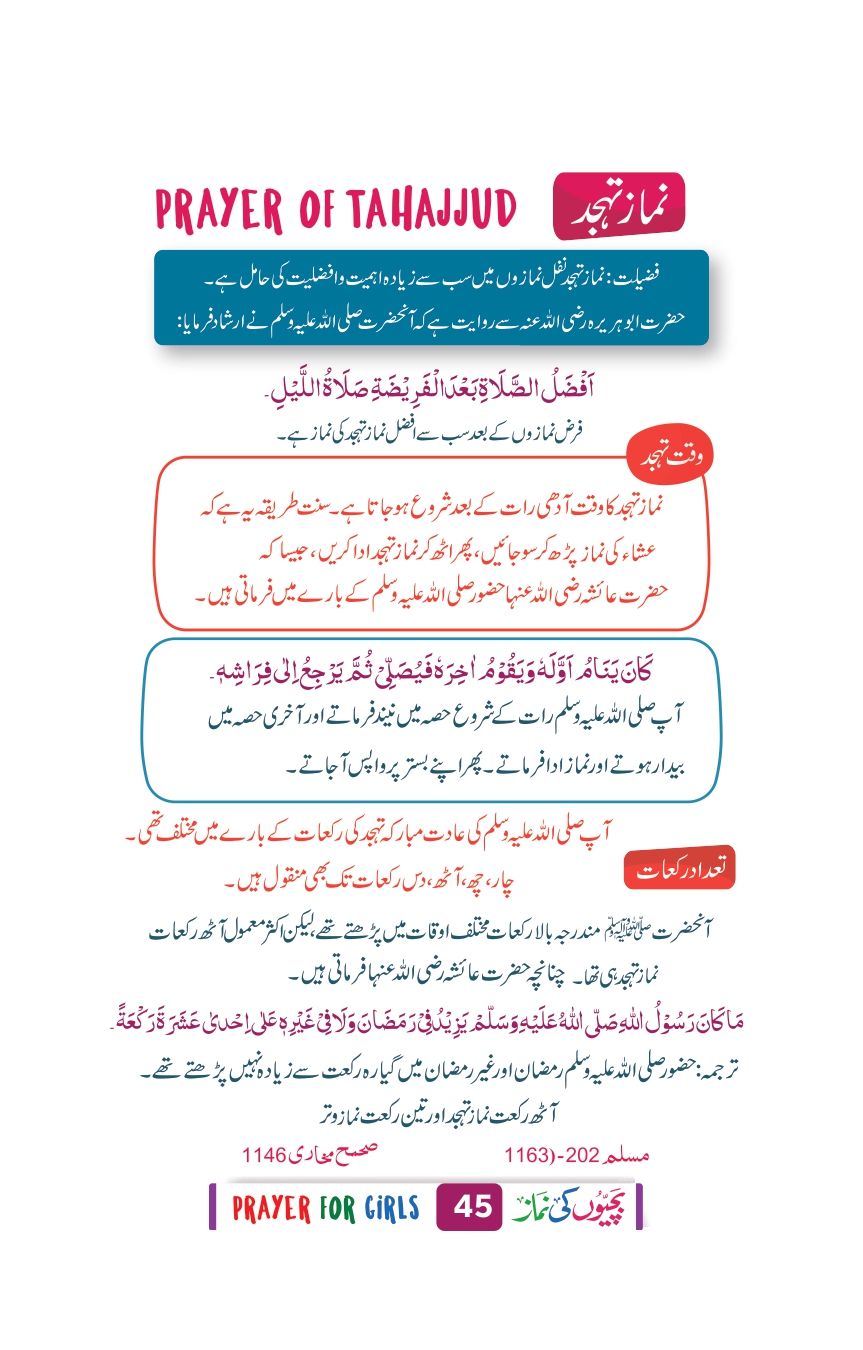 PRAYER OF TAHAJJUD
نماز تہجد
فضیلت: نماز تہجد نفل نمازوں میں سب سے زیادہ اہمیت و افضلیت کی حامل ہے۔
حضرت ابوہریرہ رضی اللہ عنہ سے روایت ہے کہ آنحضرت صلی اللہ علیہ وسلم نے ارشاد فرمایا:
اَفْضَلُ الصَّلَاةِ بَعْدَ الْفَرِيْضَةِ صَلَاةُ اللَّيْلِ۔
فرض نمازوں کے بعد سب سے افضل نماز تہجد کی نماز ہے۔
وقت تہجد
نماز تہجد کا وقت آدھی رات کے بعد شروع ہوجاتا ہے۔ سنت طریقہ یہ ہے کہ
عشاء کی نماز پڑھ کر سوجائیں، پھر اٹھ کر نماز تہجد ادا کریں، جیسا کہ
حضرت عائشہ رضی اللہ عنہا حضور صلی اللہ علیہ وسلم کے بارے میں فرماتی ہیں۔
كَانَ يَنَامُ اَوَّلَهٗ وَيَقُوْمُ اٰخِرَهٗ فَيُصَلِّيْ ثُمَّ يَرْجِعُ اِلٰى فِرَاشِهٖ۔
آپ صلی اللہ علیہ وسلم رات کے شروع حصہ میں نیند فرماتے اور آخری حصہ میں
بیدار ہوتے اور نماز ادا فرماتے۔ پھر اپنے بستر پر واپس آجاتے۔
آپ صلی اللہ علیہ وسلم کی عادت مبارکہ تہجد کی رکعات کے بارے میں مختلف تھی۔
تعداد رکعات
چار، چھ، آٹھ، دس رکعات تک بھی منقول ہیں۔
آنحضرت ﷺ مندرجہ بالا رکعات مختلف اوقات میں پڑھتے تھے، لیکن اکثر معمول آٹھ رکعات
نماز تہجد ہی تھا۔ چنانچہ حضرت عائشہ رضی اللہ عنہا فرماتی ہیں۔
مَا كَانَ رَسُوْلُ اللهِ صَلَّى اللهُ عَلَيْهِ وَسَلَّمْ يَزِيْدُ فِيْ رَمَضَانَ وَلَا فِيْ غَيْرِهٖ عَلٰى اِحْدىٰ عَشَرَةَ رَكْعَةً۔
ترجمہ: حضور صلی اللہ علیہ وسلم رمضان اور غیر رمضان میں گیارہ رکعت سے زیادہ نہیں پڑھتے تھے۔
آٹھ رکعت نماز تہجد اور تین رکعت نماز وتر
مسلم 202-(1163
صحیح بخاری 1146
PRAYER FOR GiRLS 45 بچیّوں کی نماز